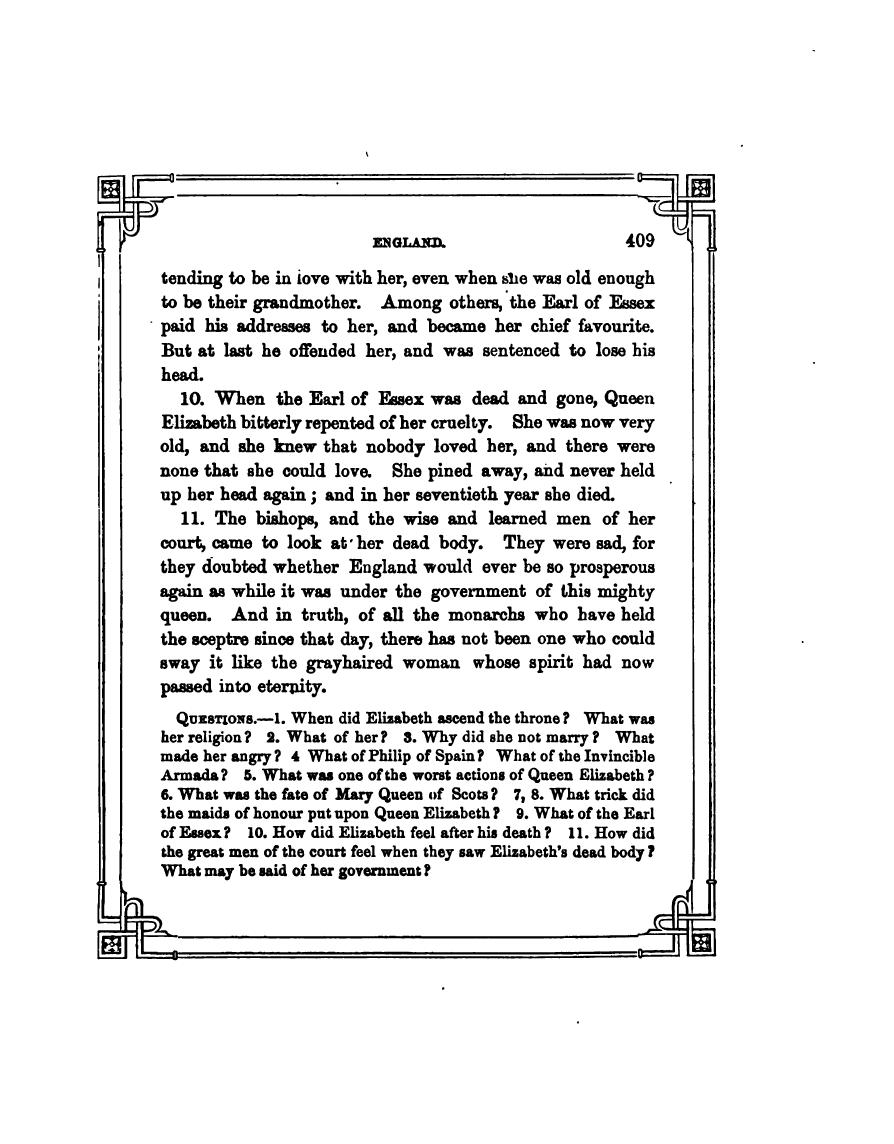 ENGLAND. 409
tending to be in love with her, even when she was old enough
to be their grandmother. Among others, the Earl of Essex
paid his addresses to her, and became her chief favourite.
But at last he offended her, and was sentenced to lose his
head.
10. When the Earl of Essex was dead and gone, Queen
Elizabeth bitterly repented of her cruelty. She was now very
old, and she knew that nobody loved her, and there were
none that she could love. She pined away, and never held
up her head again; and in her seventieth year she died.
11. The bishops, and the wise and learned men of her
court, came to look at her dead body. They were sad, for
they doubted whether England would ever be so prosperous
again as while it was under the government of this mighty
queen. And in truth, of all the monarchs who have held
the sceptre since that day, there has not been one who could
sway it like the grayhaired woman whose spirit had now
passed into eternity.
QUESTIONS.—1. When did Elizabeth ascend the throne? What was
her religion? 2. What of her? 3. Why did she not marry? What
made her angry? 4 What of Philip of Spain? What of the Invincible
Armada? 5. What was one of the worst actions of Queen Elizabeth?
6. What was the fate of Mary Queen of Scots? 7, 8. What trick did
the maids of honour put upon Queen Elizabeth? 9. What of the Earl
of Essex? 10. How did Elizabeth feel after his death? 11. How did
the great men of the court feel when they saw Elizabeth's dead body?
What may be said of her government?